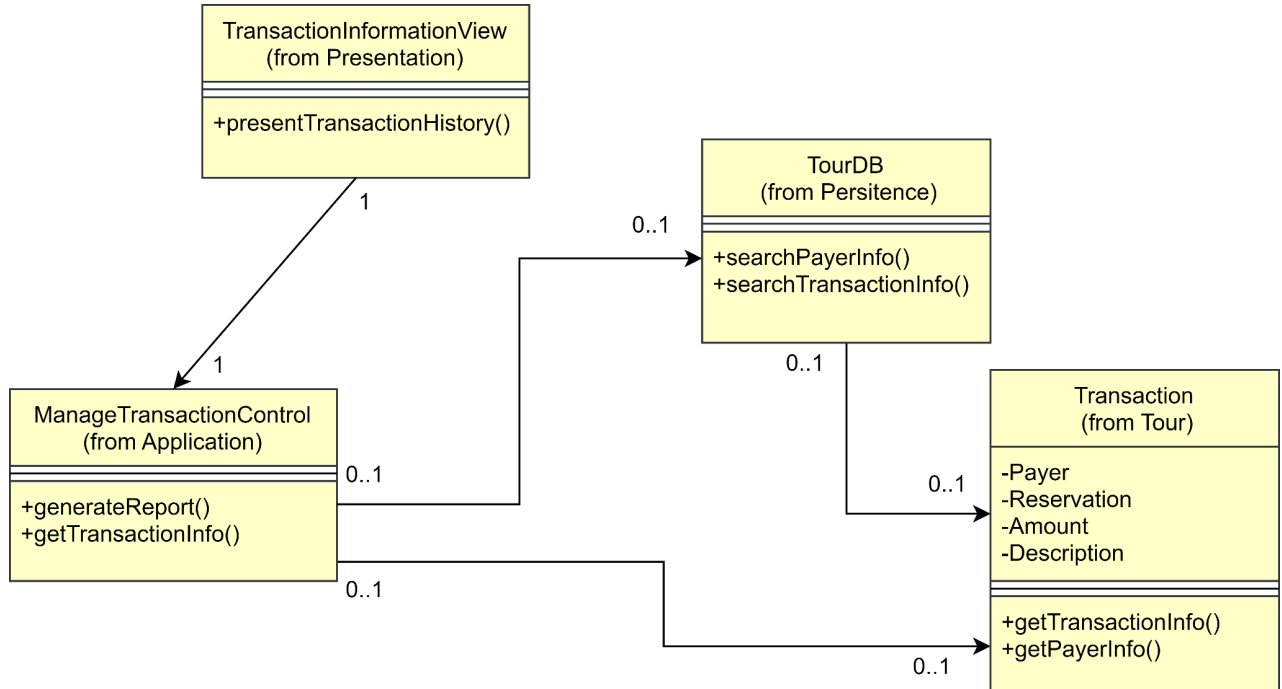 TransactionInformationView
(from Presentation)
+presentTransactionHistory()
1
1
TourDB
(from Persitence)
0..1
+searchPayerInfo()
+searchTransactionInfo()
0..1
ManageTransactionControl
(from Application)
0..1
+generateReport()
+getTransactionInfo()
0..1
Transaction
(from Tour)
0..1
-Payer
-Reservation
-Amount
-Description
+getTransactionInfo()
+getPayerInfo()
0..1